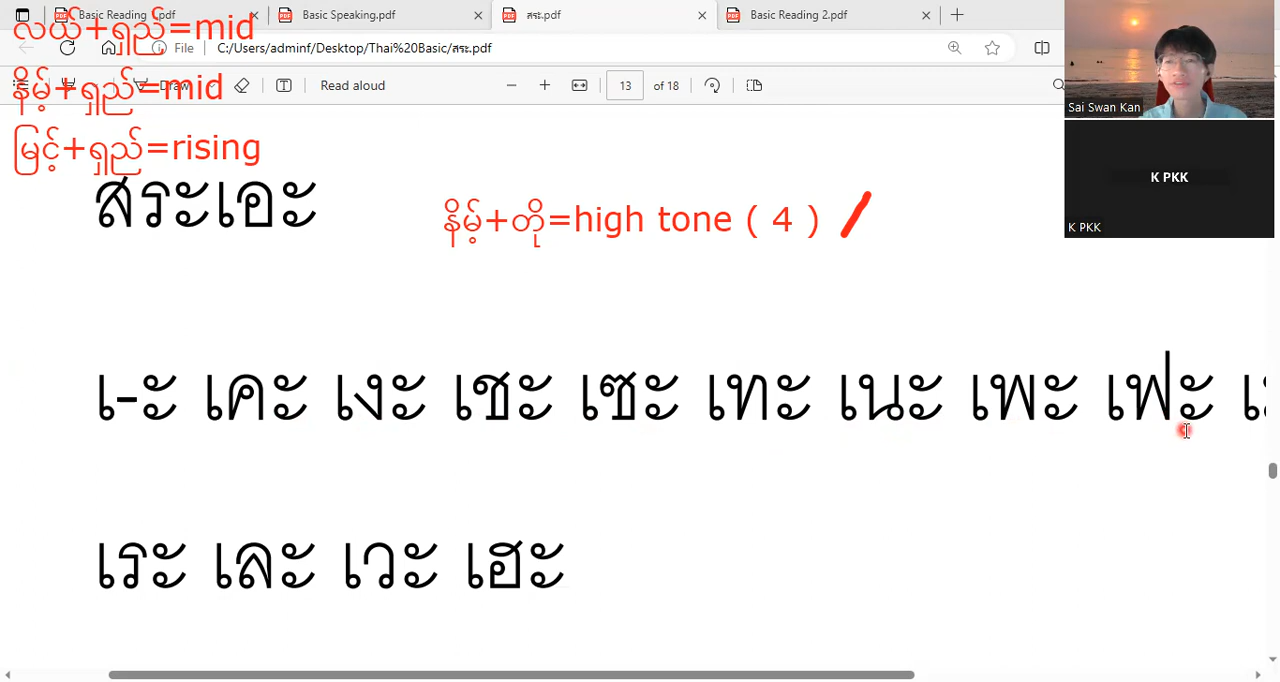 Basic Reading 1.pdf
Basic Speaking.pdf
สระ.pdf
Basic Reading 2.pdf
လယ်+ရှည်=mid
File
C:/Users/adminf/Desktop/Thai%20Basic/สระ.pdf
နိမ့်+ရှည်=mid
Draw
Read aloud
13
of 18
Sai Swan Kan
မြင့်+ရှည်=rising
K PKK
K PKK
สระเอะ
နိမ့်+တို=high tone ( 4 )
เ-ะ เคะ เงะ เชะ เซะ เทะ เนะ เพะ เฟะ
เระ เละ เวะ เฮะ